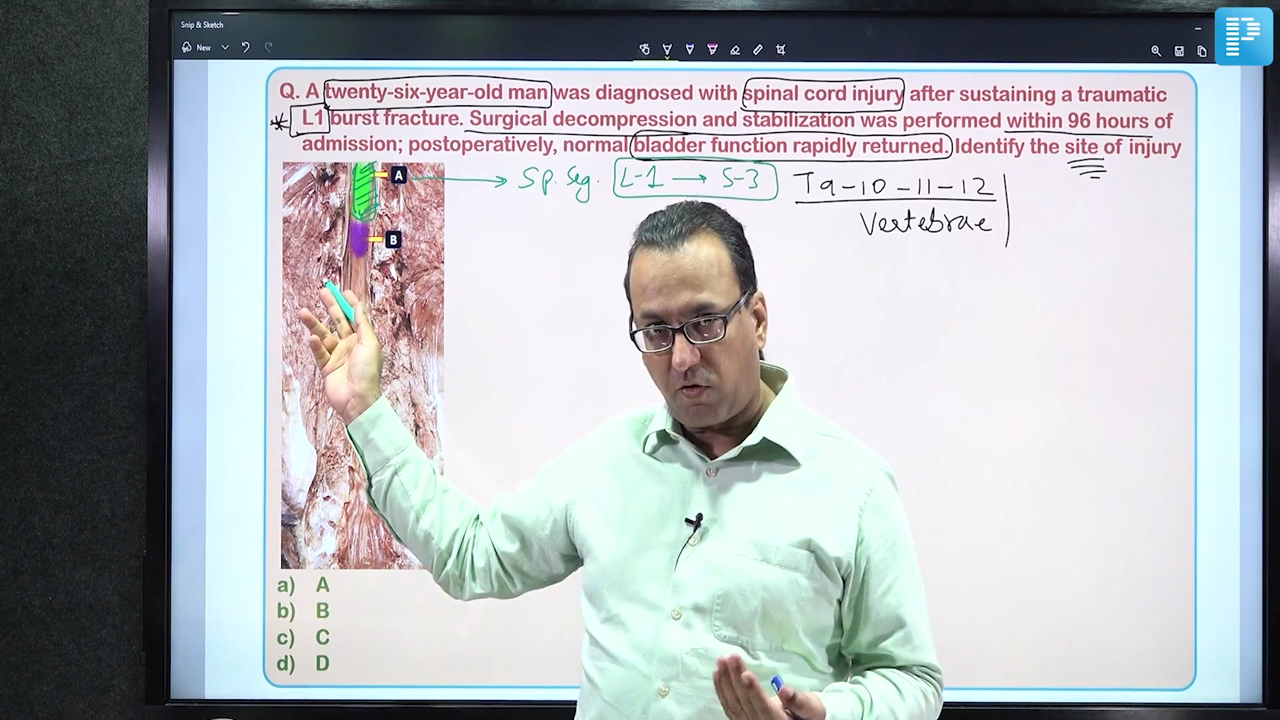 Snip & Sketch
New
Q. A twenty-six-year-old man was diagnosed with spinal cord injury after sustaining a traumatic
* L1 burst fracture. Surgical decompression and stabilization was performed within 96 hours of
admission; postoperatively, normal bladder function rapidly returned. Identify the site of injury
A
Sp. Seg. L-1 → S-3
T9-10-11-12
Vertebrae
B
a) A
b) B
c) C
d) D
P